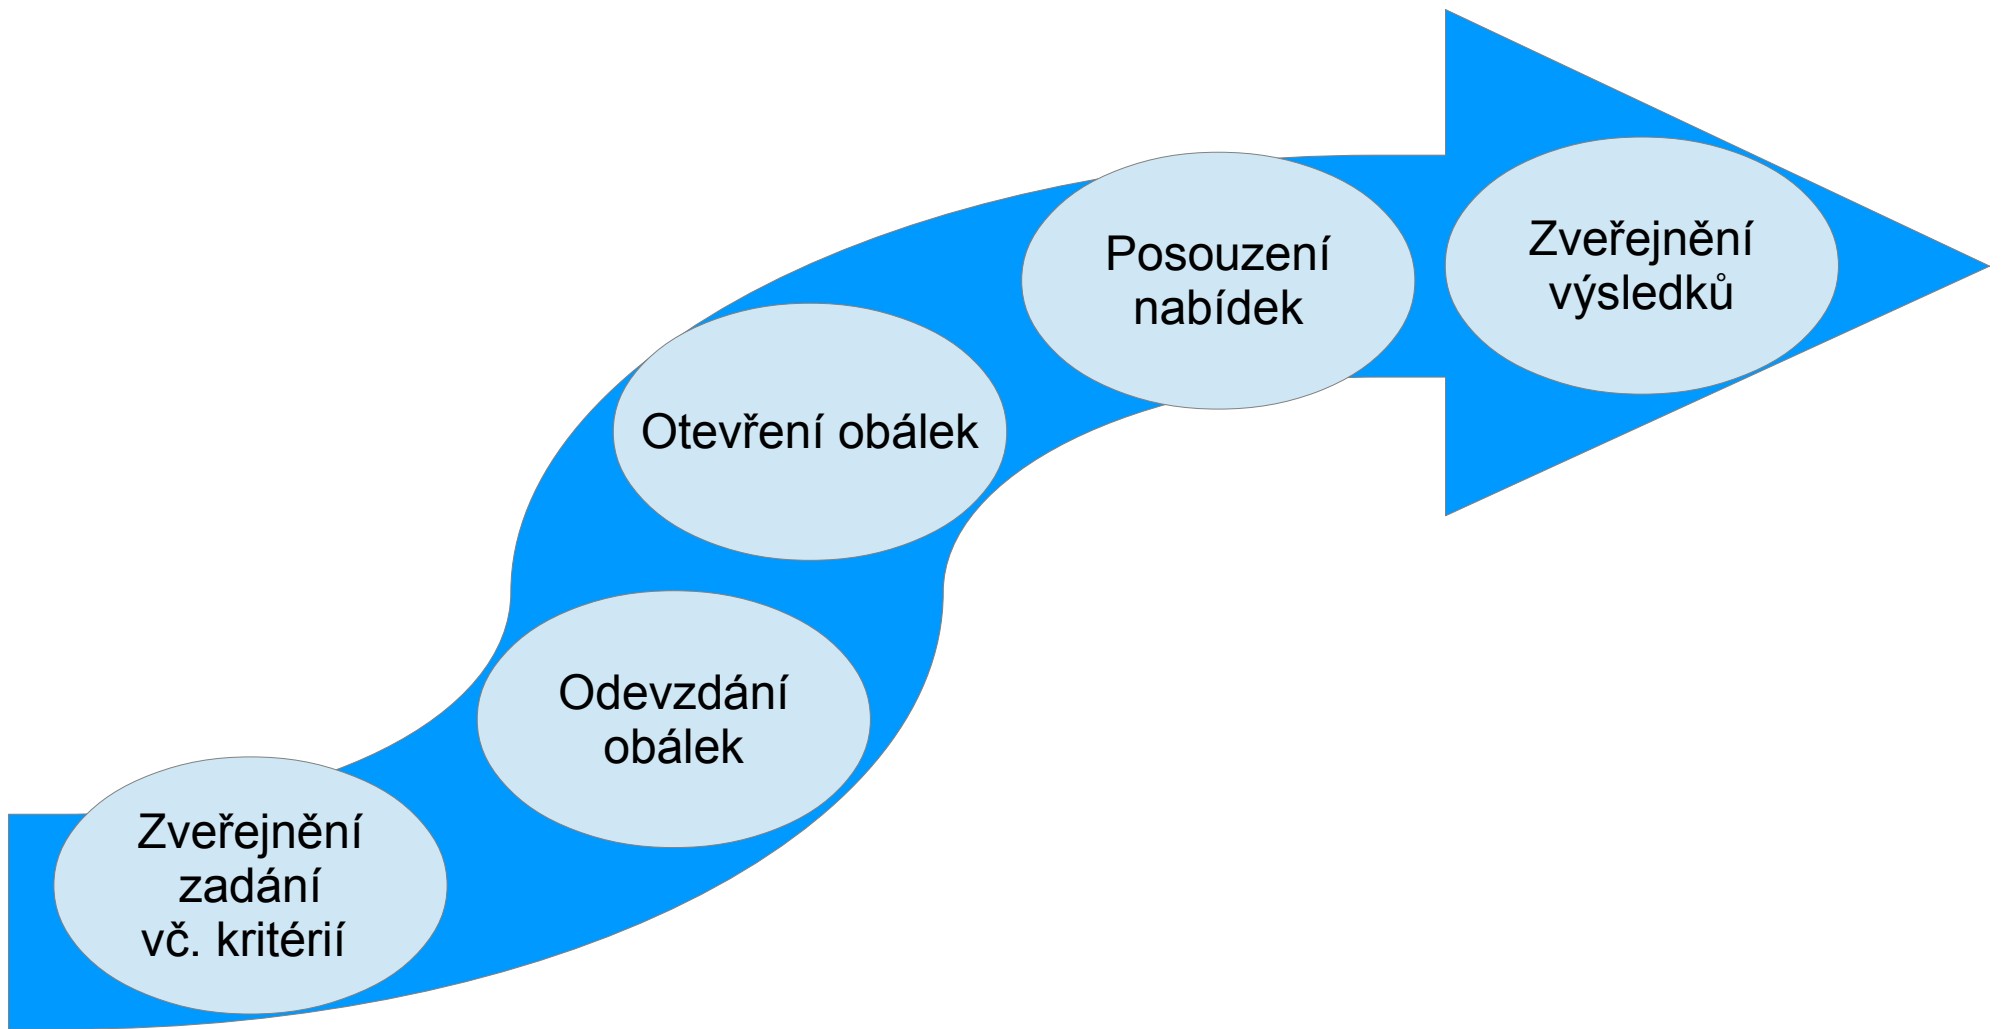 Zveřejnění
zadání
vč. kritérií
Odevzdání
obálek
Otevření obálek
Posouzení
nabídek
Zveřejnění
výsledků